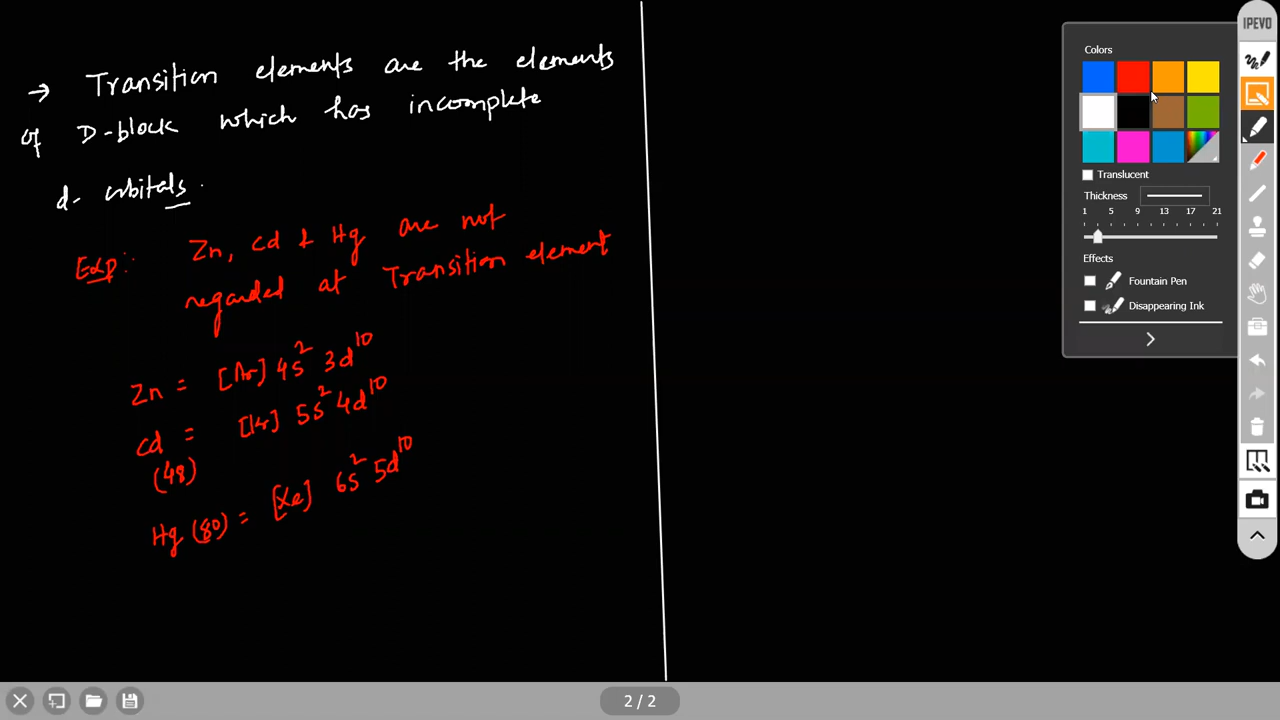 → Transition elements are the elements
of D-block which has incomplete
d- orbitals.
Exp:- Zn, Cd & Hg are not
regarded at Transition element
Zn = [Ar] 4s² 3d¹⁰
Cd = [Kr] 5s² 4d¹⁰
(48)
Hg (80) = [Xe] 6s² 5d¹⁰
IPEVO
Colors
Translucent
Thickness
1 5 9 13 17 21
Effects
Fountain Pen
Disappearing Ink
2 / 2